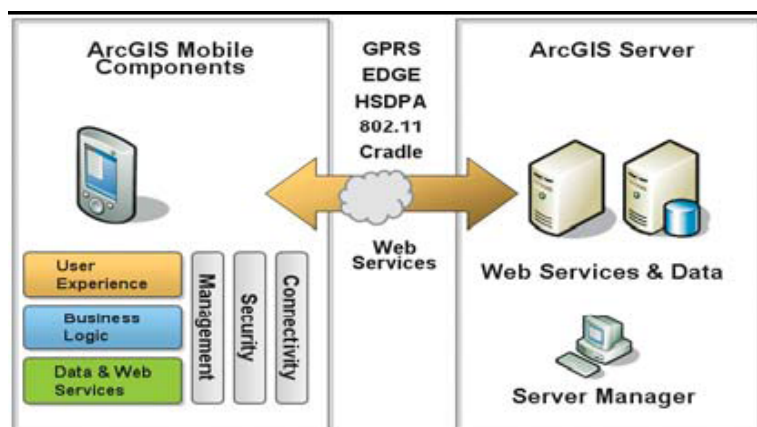 ArcGIS Mobile
Components
User
Experience
Business
Logic
Data & Web
Services
Management
Security
Connectivity
GPRS
EDGE
HSDPA
802.11
Cradle
Web
Services
ArcGIS Server
Web Services & Data
Server Manager